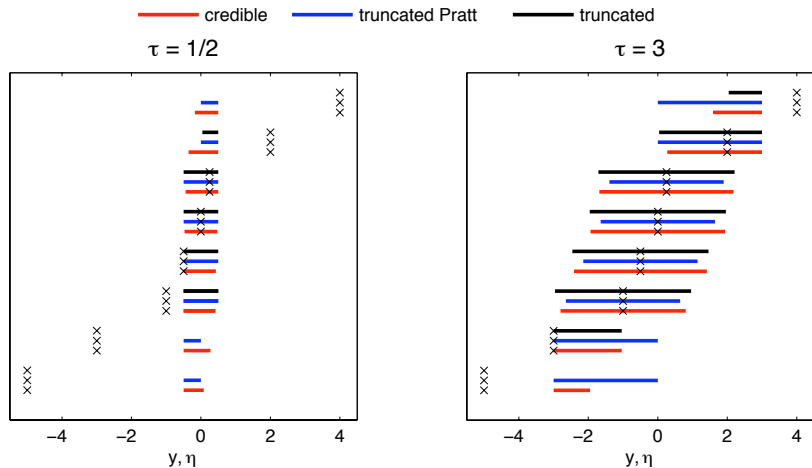 credible truncated Pratt truncated
τ = 1/2
τ = 3
−4 −2 0 2 4
y, η
−4 −2 0 2 4
y, η